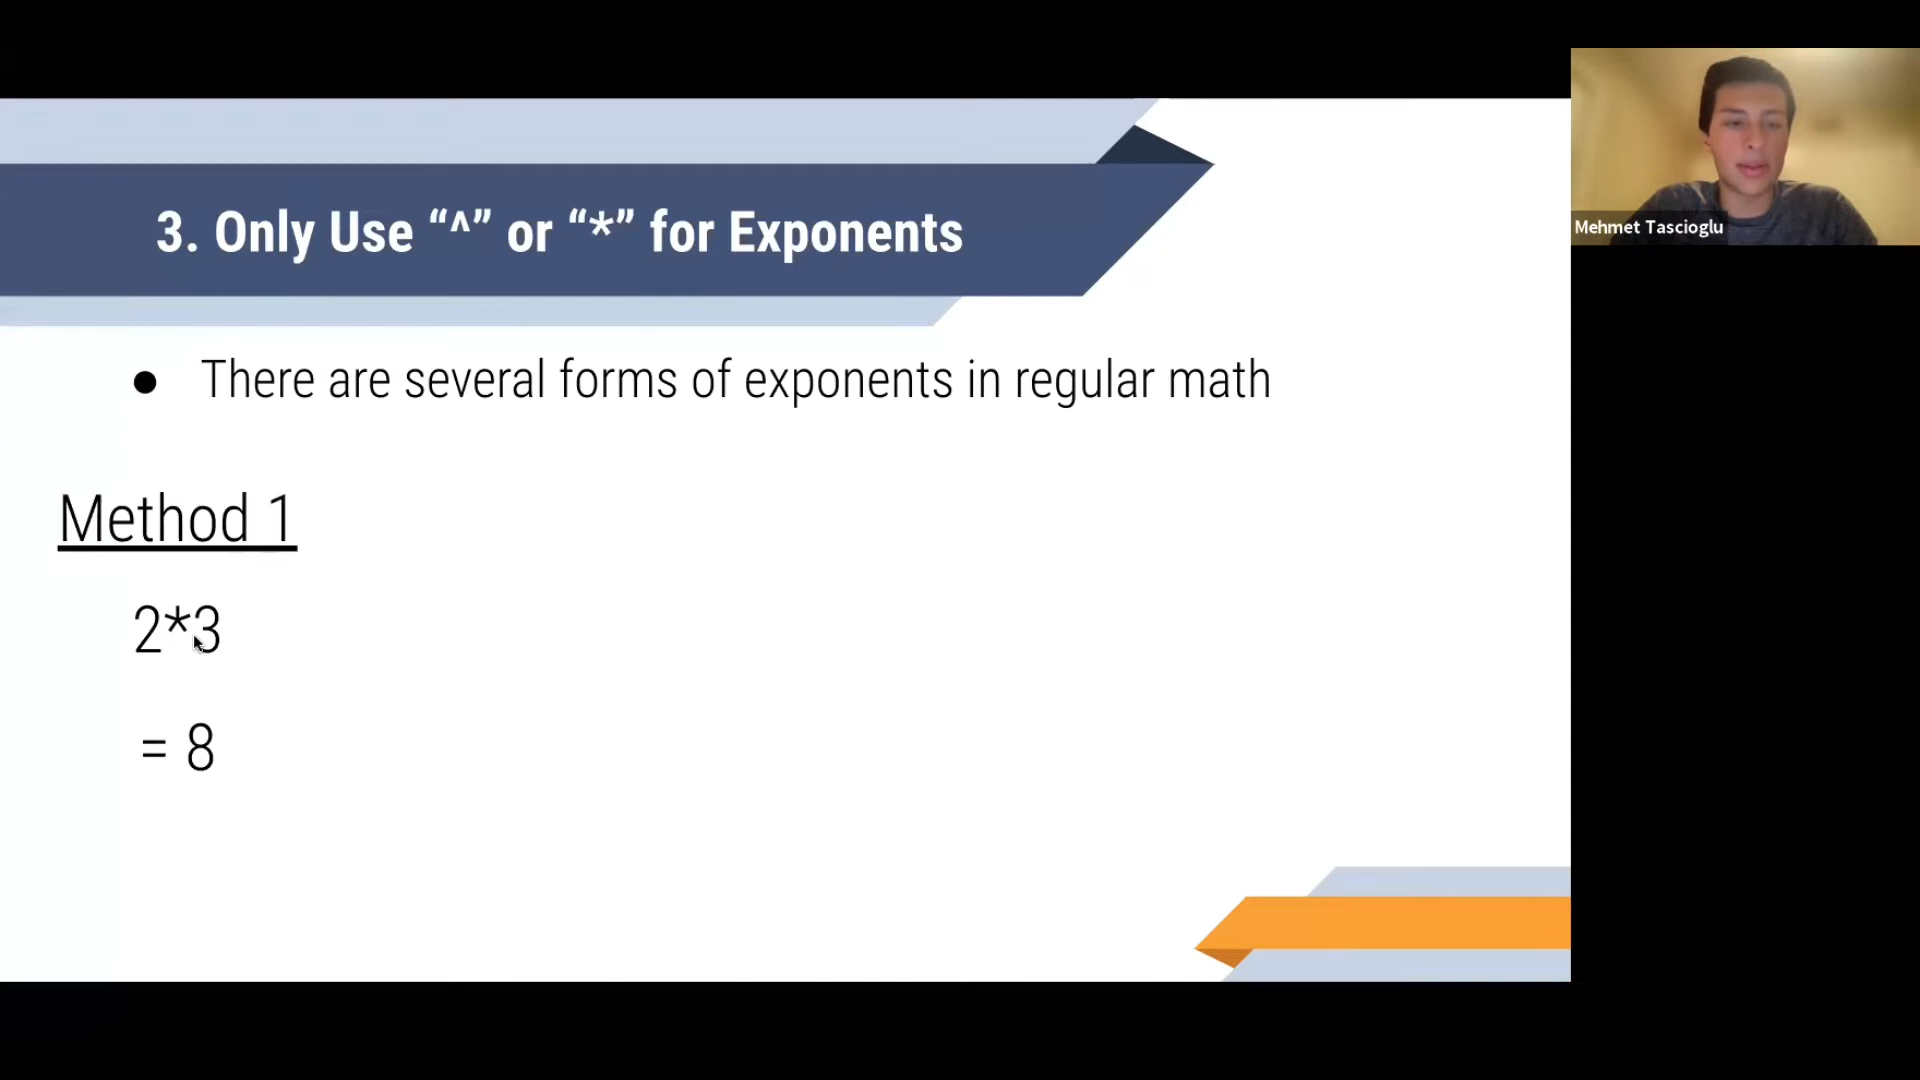 3. Only Use “^” or “*” for Exponents
Mehmet Tascioglu
● There are several forms of exponents in regular math
Method 1
2*3
= 8